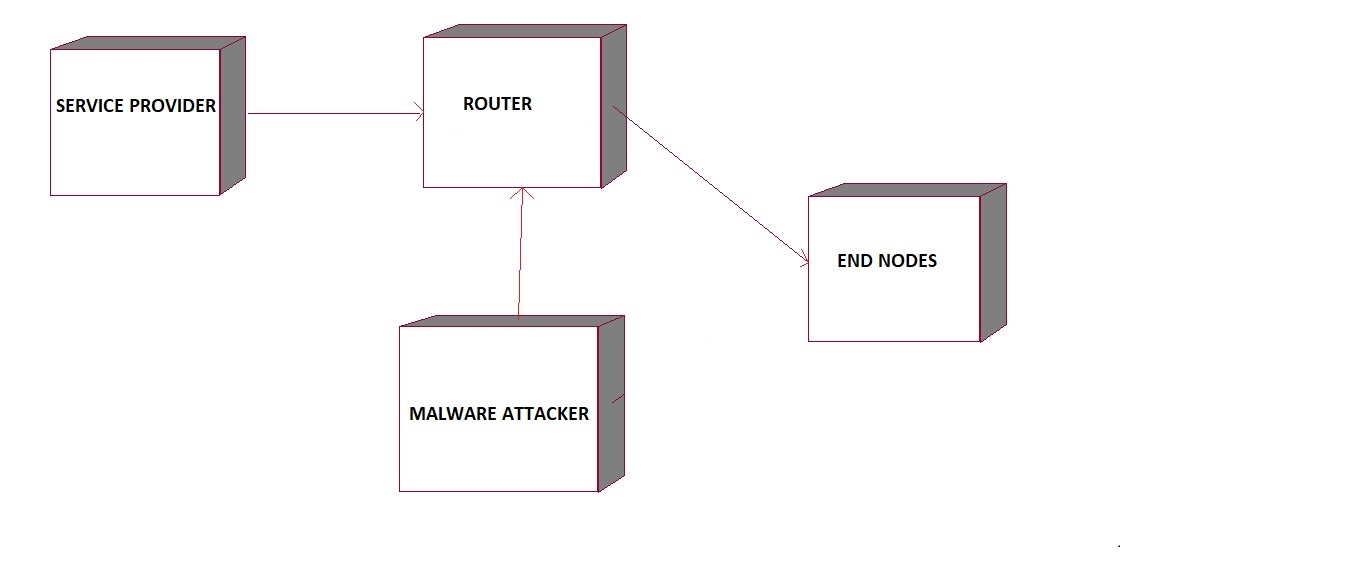 SERVICE PROVIDER
ROUTER
END NODES
MALWARE ATTACKER